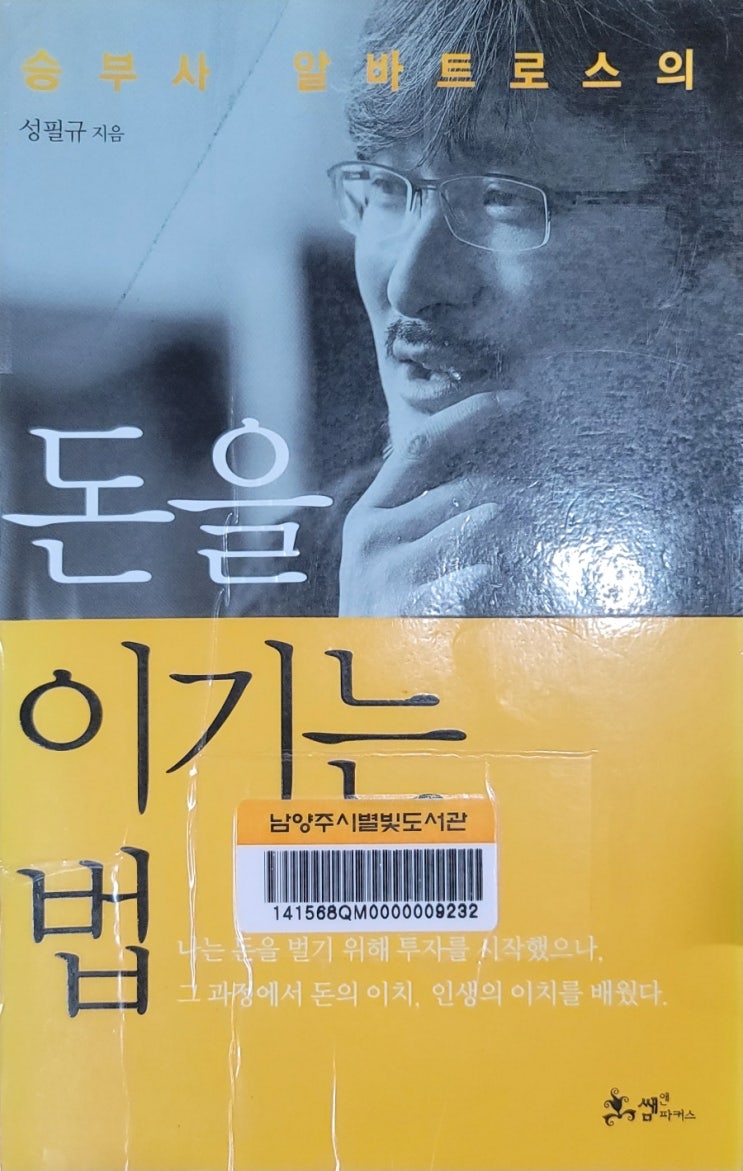 승부사 알바트로스의
성필규 지음
돈을
이기는
법
남양주시별빛도서관
141568QM0000009232
나는 돈을 벌기 위해 투자를 시작했으나,
그 과정에서 돈의 이치, 인생의 이치를 배웠다.
쌤앤파커스